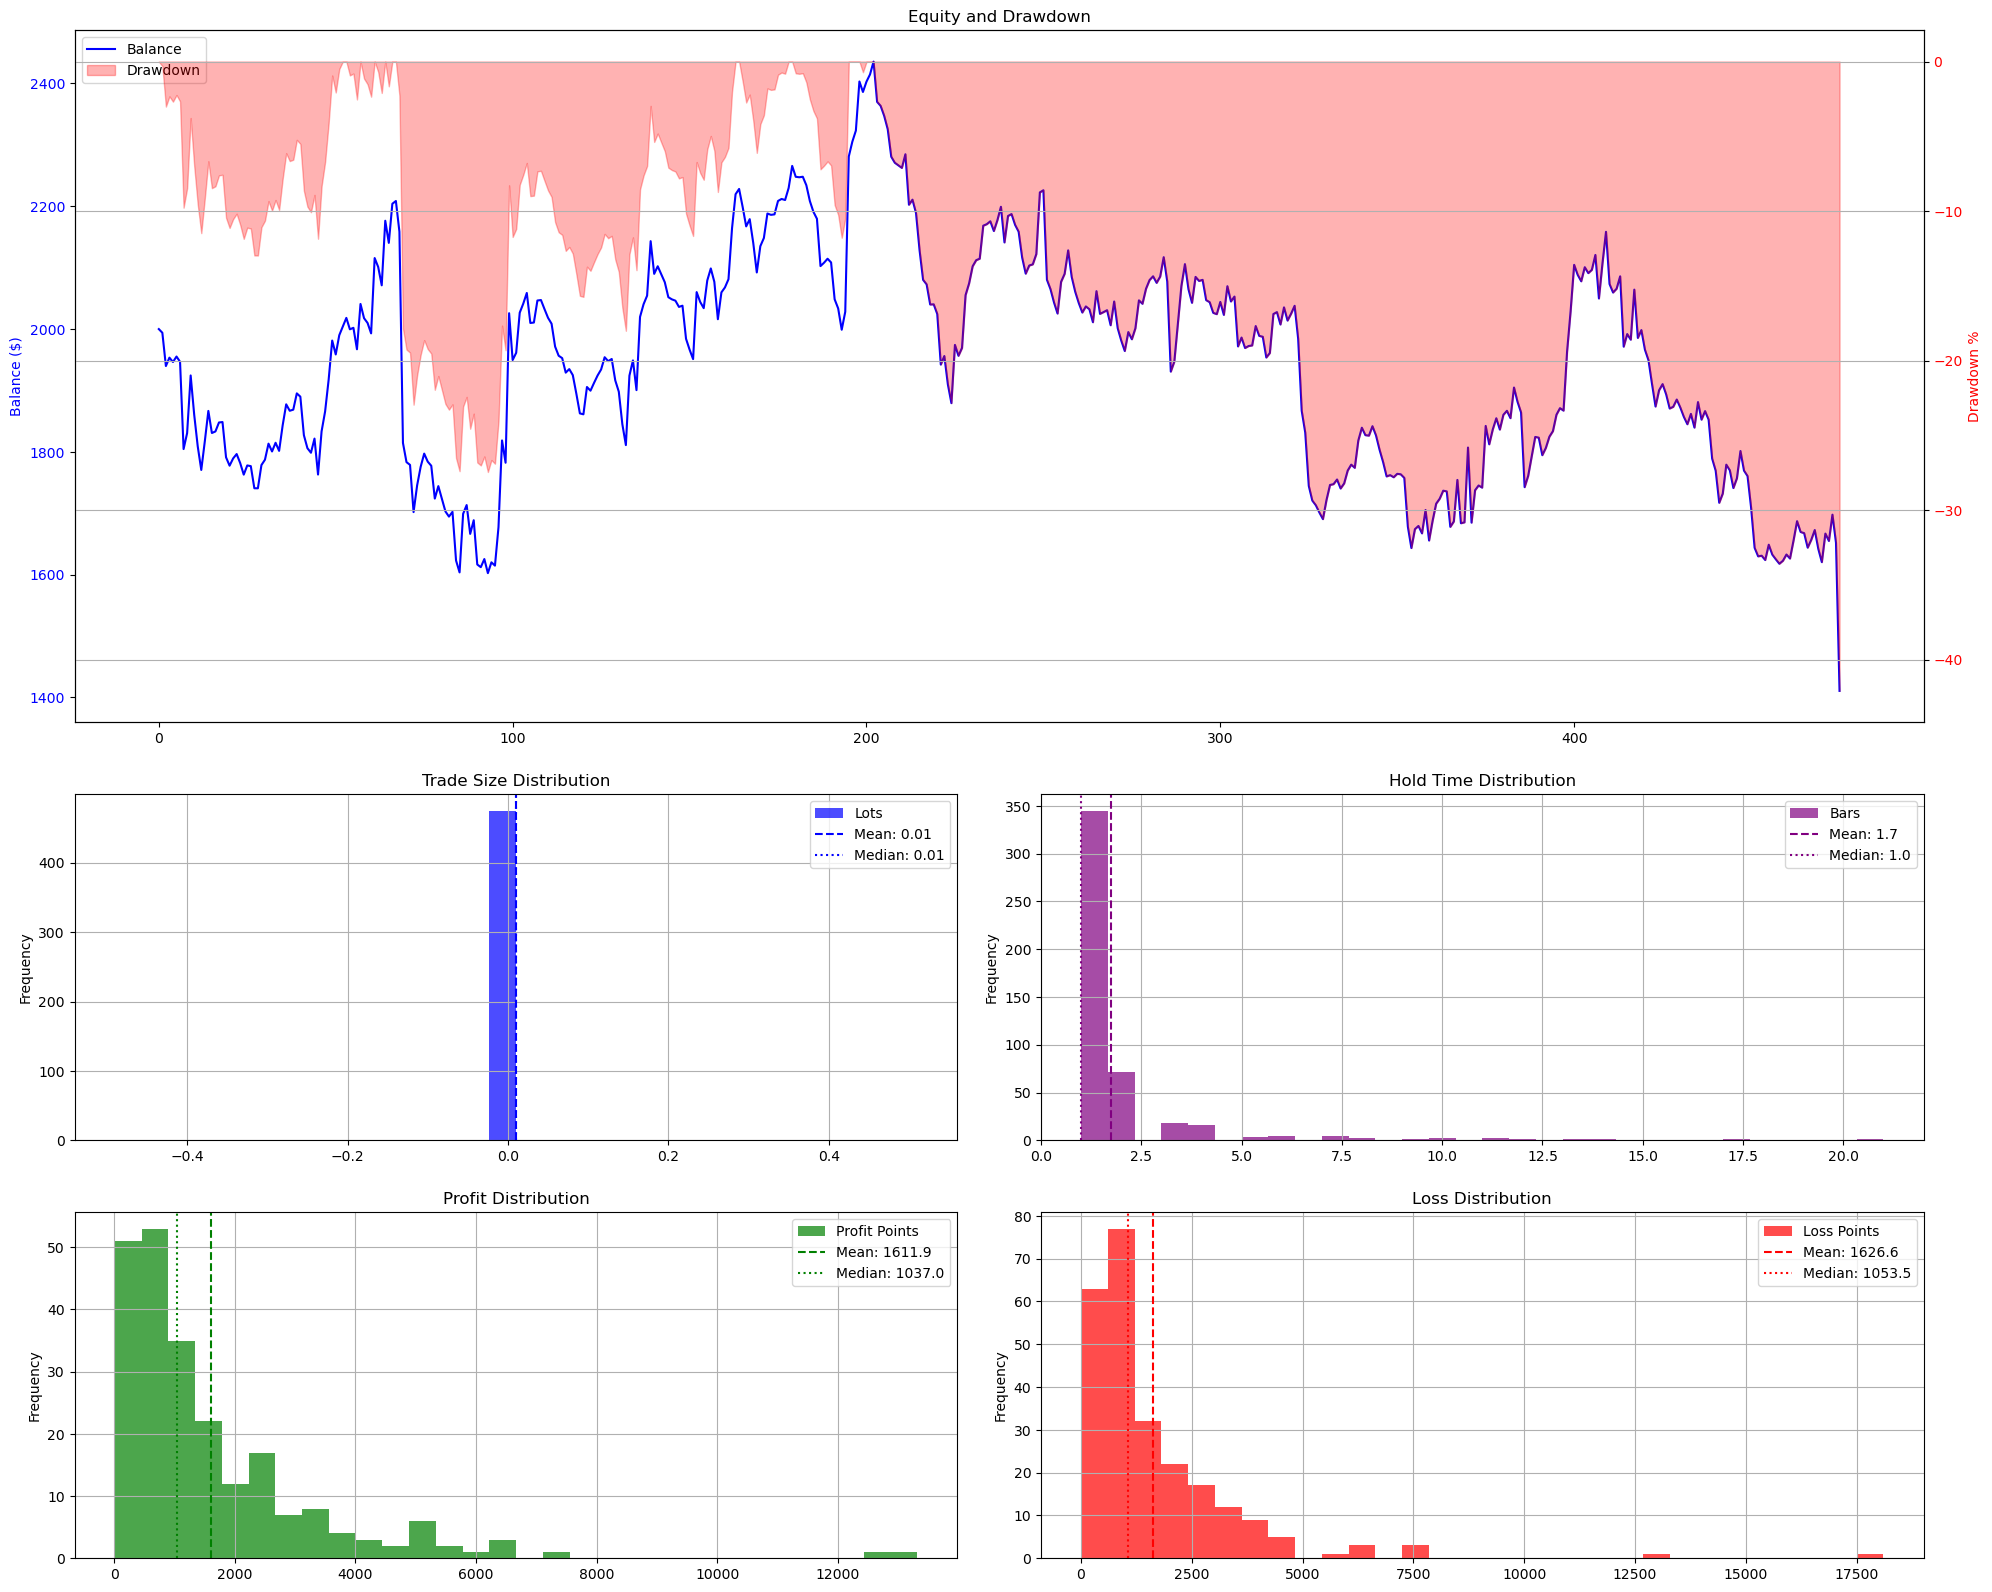 Equity and Drawdown
Balance
Drawdown
Balance ($)
2400
2200
2000
1800
1600
1400
0
−10
−20
−30
−40
Drawdown %
0
100
200
300
400
Trade Size Distribution
Lots
Mean: 0.01
Median: 0.01
Frequency
400
300
200
100
0
−0.4
−0.2
0.0
0.2
0.4
Hold Time Distribution
Bars
Mean: 1.7
Median: 1.0
Frequency
350
300
250
200
150
100
50
0
0.0
2.5
5.0
7.5
10.0
12.5
15.0
17.5
20.0
Profit Distribution
Profit Points
Mean: 1611.9
Median: 1037.0
Frequency
50
40
30
20
10
0
0
2000
4000
6000
8000
10000
12000
Loss Distribution
Loss Points
Mean: 1626.6
Median: 1053.5
Frequency
80
70
60
50
40
30
20
10
0
0
2500
5000
7500
10000
12500
15000
17500